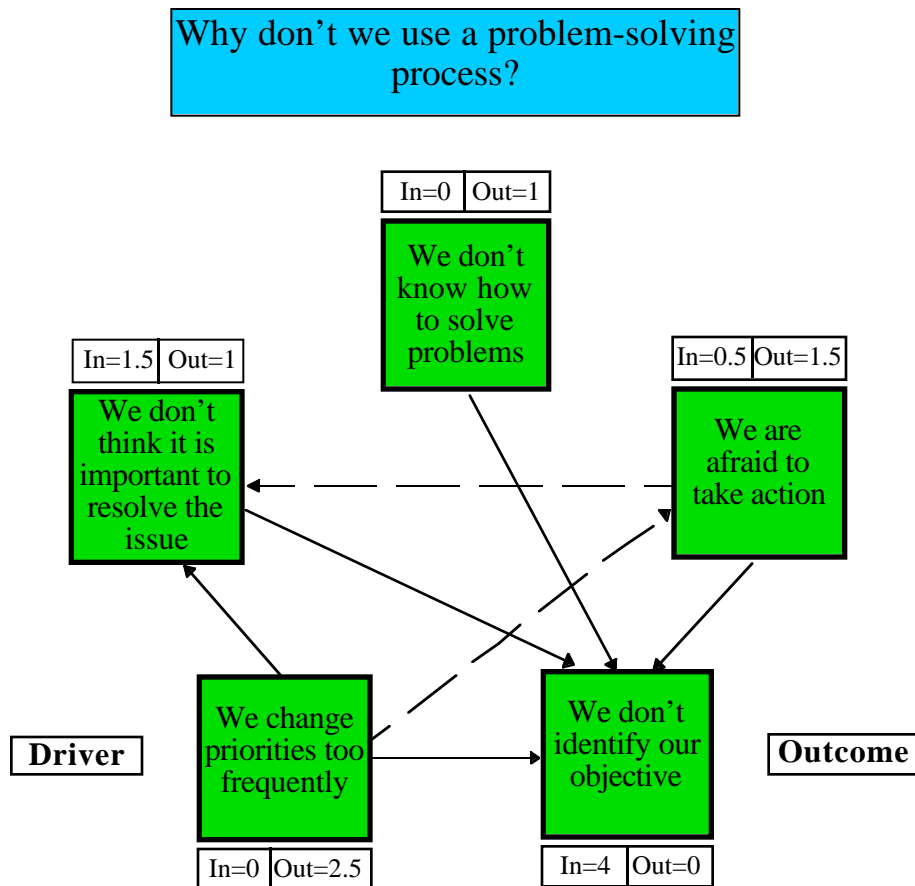 Why don’t we use a problem-solving
process?
In=0 Out=1
We don’t
know how
to solve
problems
In=1.5 Out=1
We don’t
think it is
important to
resolve the
issue
In=0.5 Out=1.5
We are
afraid to
take action
Driver
We change
priorities too
frequently
In=0 Out=2.5
We don’t
identify our
objective
In=4 Out=0
Outcome